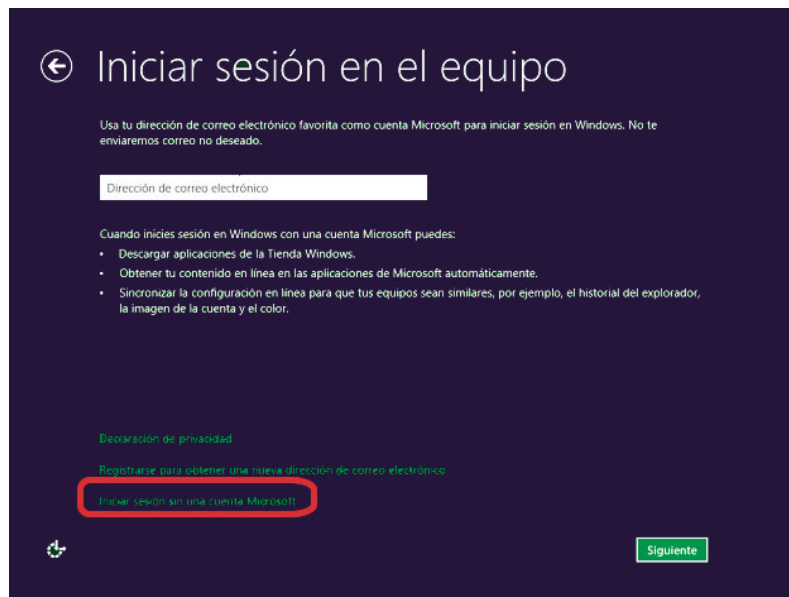 Iniciar sesión en el equipo
Usa tu dirección de correo electrónico favorita como cuenta Microsoft para iniciar sesión en Windows. No te
enviaremos correo no deseado.
Dirección de correo electrónico
Cuando inicies sesión en Windows con una cuenta Microsoft puedes:
• Descargar aplicaciones de la Tienda Windows.
• Obtener tu contenido en línea en las aplicaciones de Microsoft automáticamente.
• Sincronizar la configuración en línea para que tus equipos sean similares, por ejemplo, el historial del explorador,
la imagen de la cuenta y el color.
Declaración de privacidad
Registrarse para obtener una nueva dirección de correo electrónico
Iniciar sesión sin una cuenta Microsoft
Siguiente